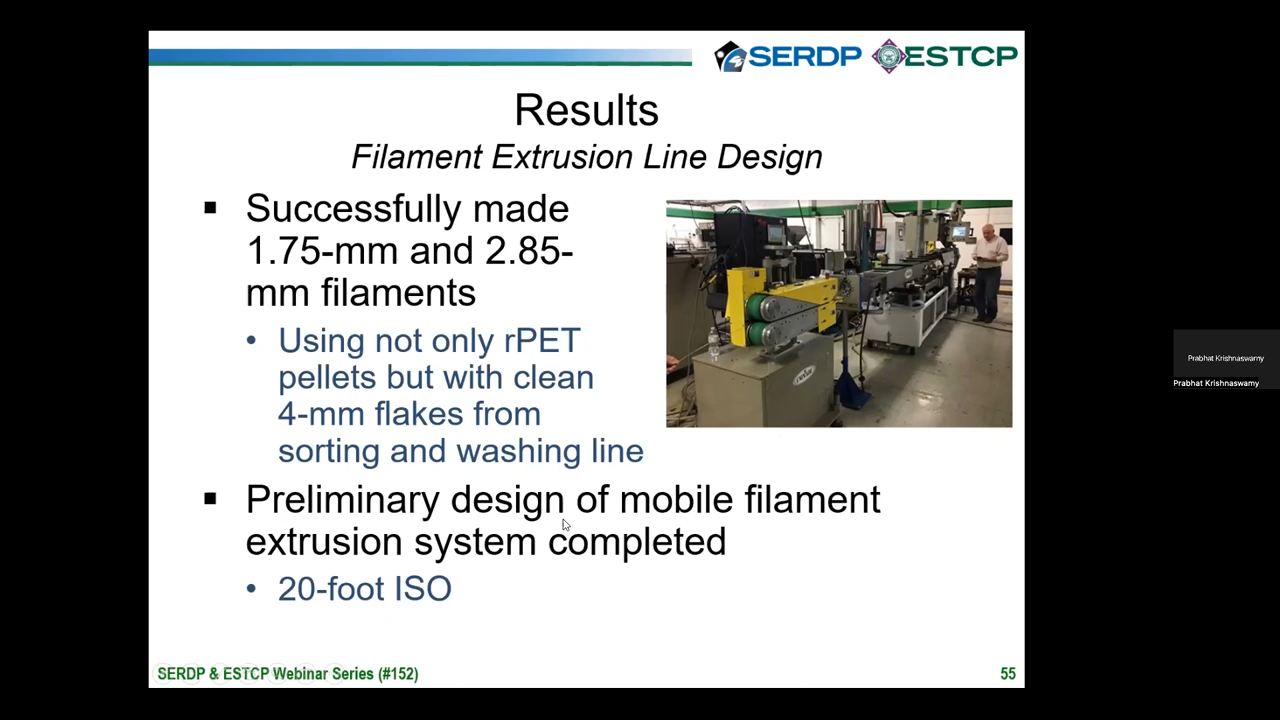 SERDP ESTCP
Results
Filament Extrusion Line Design
▪ Successfully made
1.75-mm and 2.85-
mm filaments
• Using not only rPET
pellets but with clean
4-mm flakes from
sorting and washing line
▪ Preliminary design of mobile filament
extrusion system completed
• 20-foot ISO
SERDP & ESTCP Webinar Series (#152)
55
Prabhat Krishnaswamy
Prabhat Krishnaswamy